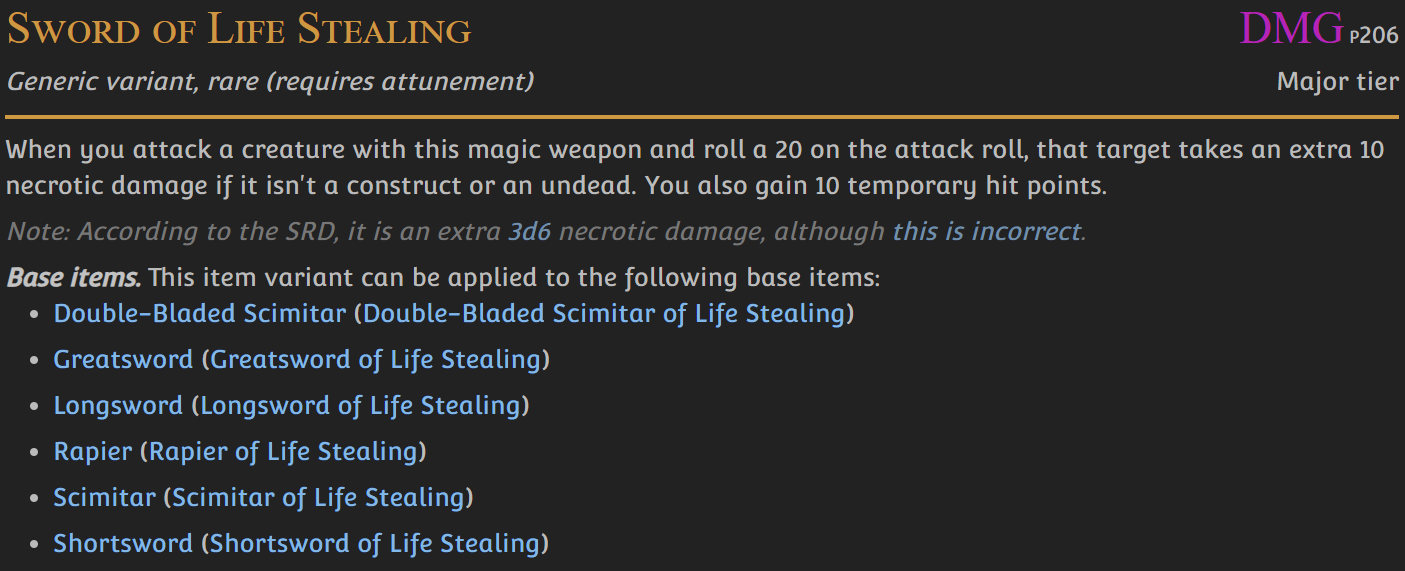 Sword of Life Stealing DMG P206
Generic variant, rare (requires attunement) Major tier
When you attack a creature with this magic weapon and roll a 20 on the attack roll, that target takes an extra 10
necrotic damage if it isn't a construct or an undead. You also gain 10 temporary hit points.
Note: According to the SRD, it is an extra 3d6 necrotic damage, although this is incorrect.
Base items. This item variant can be applied to the following base items:
• Double-Bladed Scimitar (Double-Bladed Scimitar of Life Stealing)
• Greatsword (Greatsword of Life Stealing)
• Longsword (Longsword of Life Stealing)
• Rapier (Rapier of Life Stealing)
• Scimitar (Scimitar of Life Stealing)
• Shortsword (Shortsword of Life Stealing)